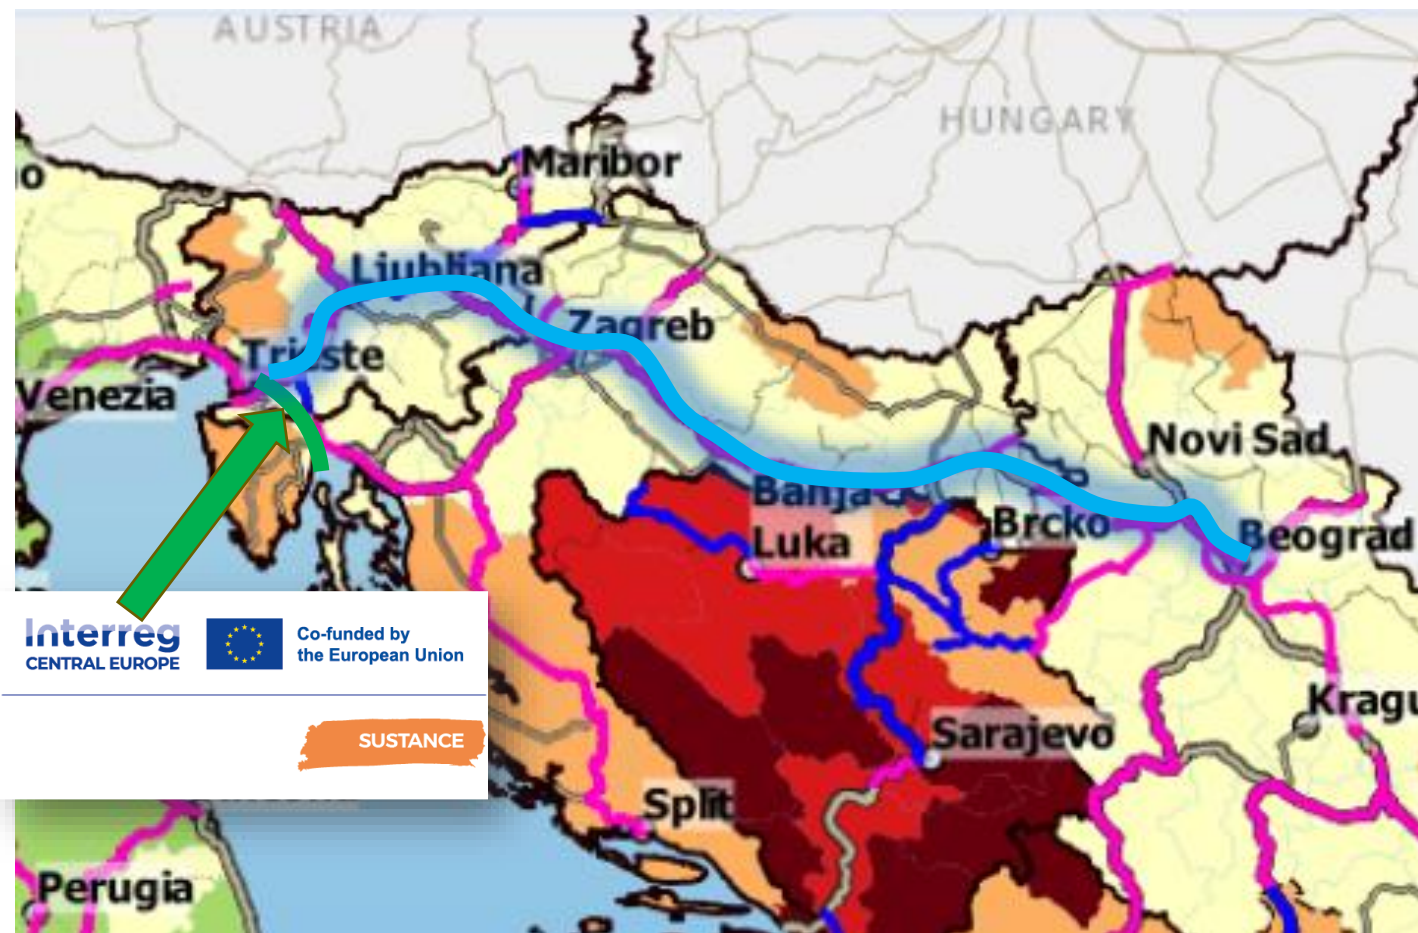 AUSTRIA
HUNGARY
o
Maribor
Ljubljana
Zagreb
Trieste
Venezia
Novi Sad
Banja
Luka
Brcko
Beograd
Interreg
CENTRAL EUROPE
Co-funded by
the European Union
SUSTANCE
Kragu
Sarajevo
Split
Perugia